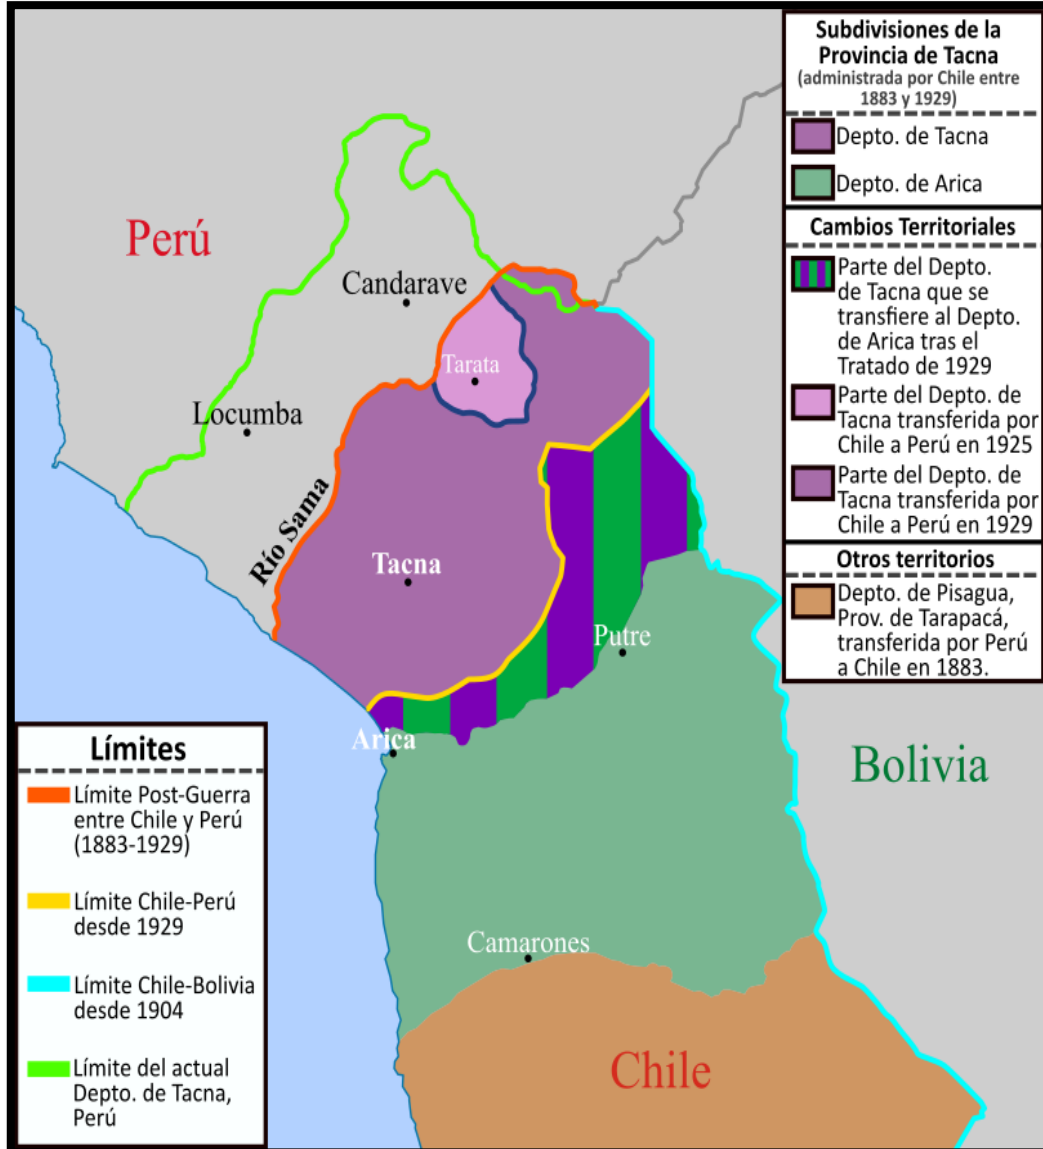 Subdivisiones de la
Provincia de Tacna
(administrada por Chile entre
1883 y 1929)
Depto. de Tacna
Depto. de Arica
Cambios Territoriales
Parte del Depto.
de Tacna que se
transfiere al Depto.
de Arica tras el
Tratado de 1929
Parte del Depto. de
Tacna transferida por
Chile a Perú en 1925
Parte del Depto. de
Tacna transferida por
Chile a Perú en 1929
Otros territorios
Depto. de Pisagua,
Prov. de Tarapacá,
transferida por Perú
a Chile en 1883.
Perú
Candarave
Tarata
Locumba
Río Sama
Tacna
Putre
Arica
Bolivia
Camarones
Chile
Límites
Límite Post-Guerra
entre Chile y Perú
(1883-1929)
Límite Chile-Perú
desde 1929
Límite Chile-Bolivia
desde 1904
Límite del actual
Depto. de Tacna,
Perú